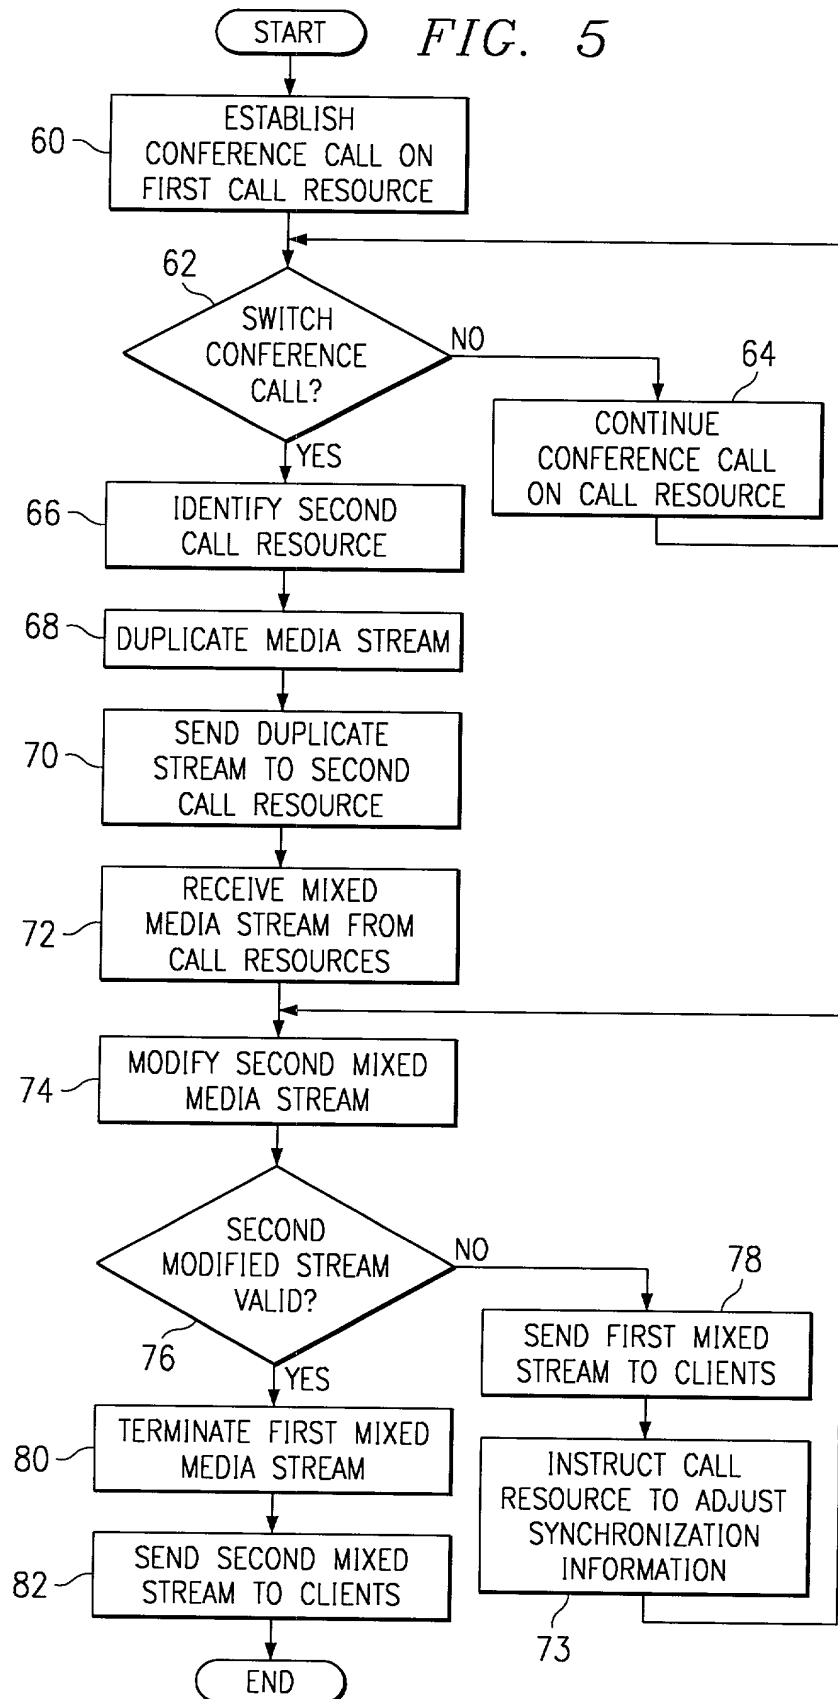 START
FIG. 5
60
ESTABLISH
CONFERENCE CALL ON
FIRST CALL RESOURCE
62
SWITCH
CONFERENCE
CALL?
NO
YES
64
CONTINUE
CONFERENCE CALL
ON CALL RESOURCE
66
IDENTIFY SECOND
CALL RESOURCE
68
DUPLICATE MEDIA STREAM
70
SEND DUPLICATE
STREAM TO SECOND
CALL RESOURCE
72
RECEIVE MIXED
MEDIA STREAM FROM
CALL RESOURCES
74
MODIFY SECOND MIXED
MEDIA STREAM
SECOND
MODIFIED STREAM
VALID?
76
NO
YES
78
SEND FIRST MIXED
STREAM TO CLIENTS
80
TERMINATE FIRST MIXED
MEDIA STREAM
INSTRUCT CALL
RESOURCE TO ADJUST
SYNCHRONIZATION
INFORMATION
73
82
SEND SECOND MIXED
STREAM TO CLIENTS
END